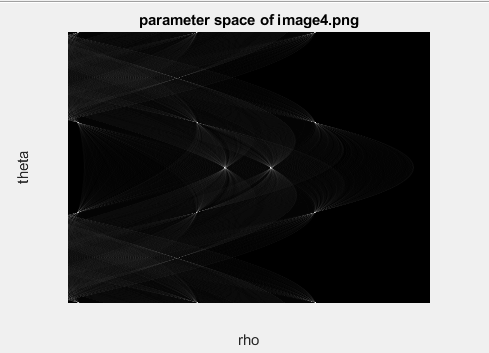 parameter space of image4.png
theta
rho